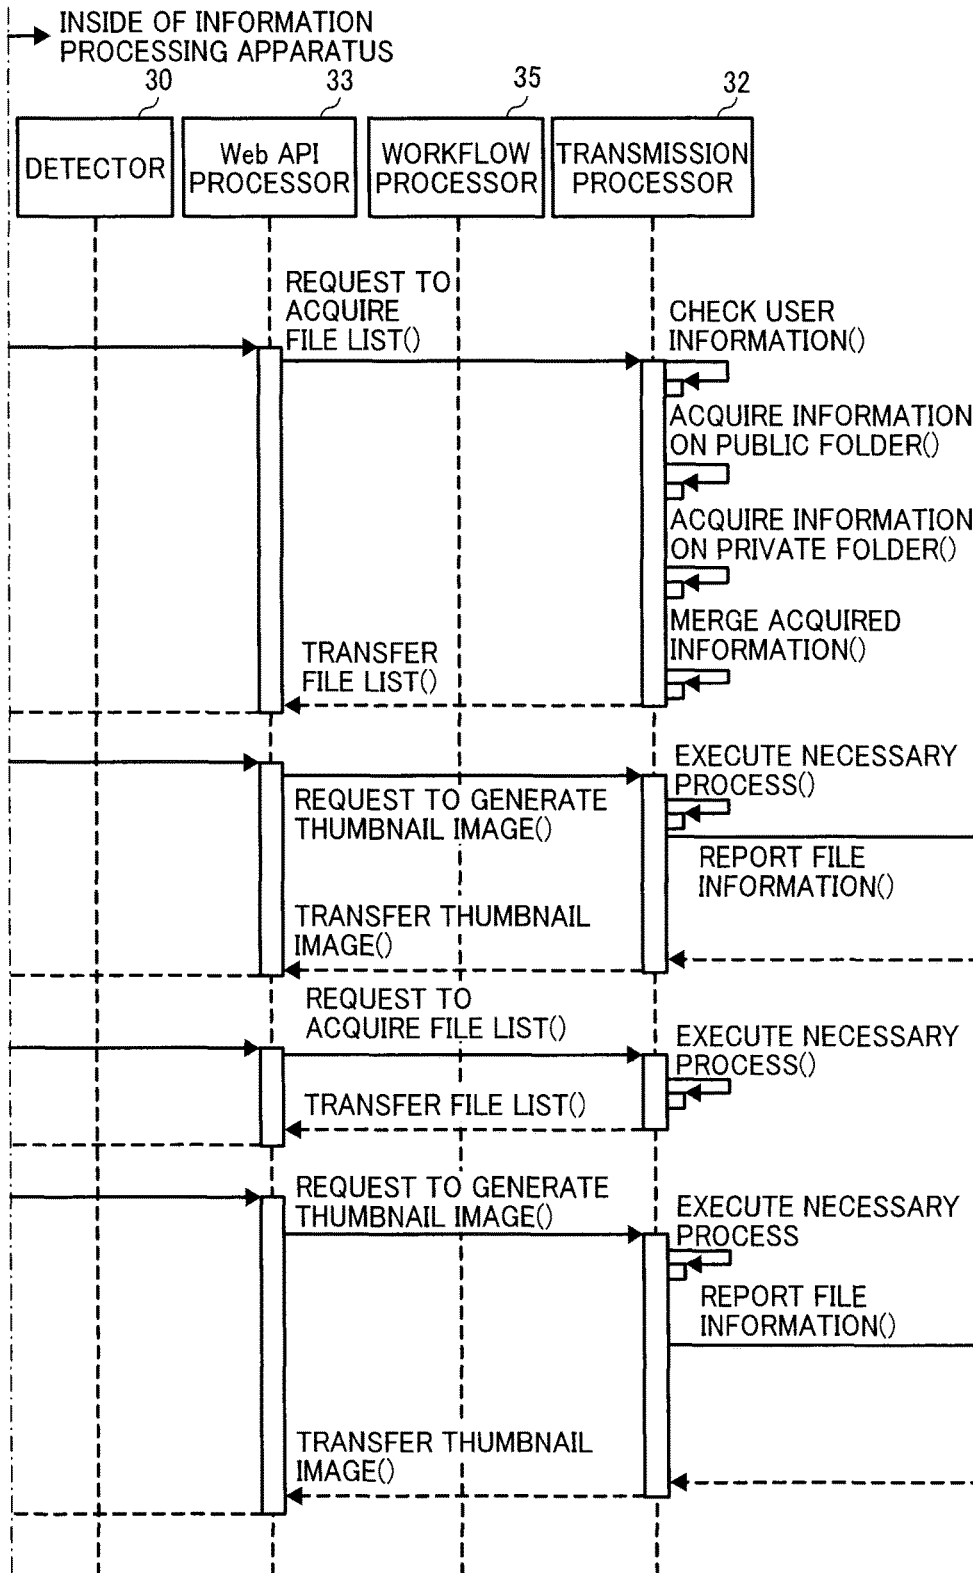 INSIDE OF INFORMATION
PROCESSING APPARATUS
30
33
35
32
DETECTOR
Web API
PROCESSOR
WORKFLOW
PROCESSOR
TRANSMISSION
PROCESSOR
REQUEST TO
ACQUIRE
FILE LIST()
CHECK USER
INFORMATION()
ACQUIRE INFORMATION
ON PUBLIC FOLDER()
ACQUIRE INFORMATION
ON PRIVATE FOLDER()
MERGE ACQUIRED
INFORMATION()
TRANSFER
FILE LIST()
EXECUTE NECESSARY
PROCESS()
REQUEST TO GENERATE
THUMBNAIL IMAGE()
REPORT FILE
INFORMATION()
TRANSFER THUMBNAIL
IMAGE()
REQUEST TO
ACQUIRE FILE LIST()
EXECUTE NECESSARY
PROCESS()
TRANSFER FILE LIST()
REQUEST TO GENERATE
THUMBNAIL IMAGE()
EXECUTE NECESSARY
PROCESS
REPORT FILE
INFORMATION()
TRANSFER THUMBNAIL
IMAGE()